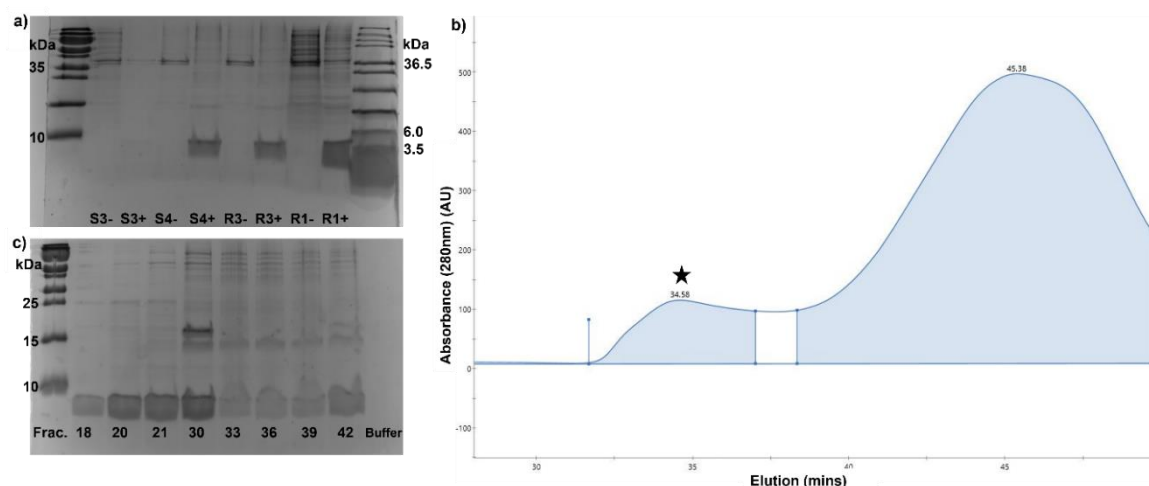 a)
kDa
35
10
kDa
36.5
6.0
3.5
S3- S3+ S4- S4+ R3- R3+ R1- R1+
c)
kDa
25
15
10
Frac. 18 20 21 30 33 36 39 42 Buffer
b)
Absorbance (280nm) (AU)
500
400
300
200
100
0
-100
34.58
45.38
30 35 40 45
Elution (mins)